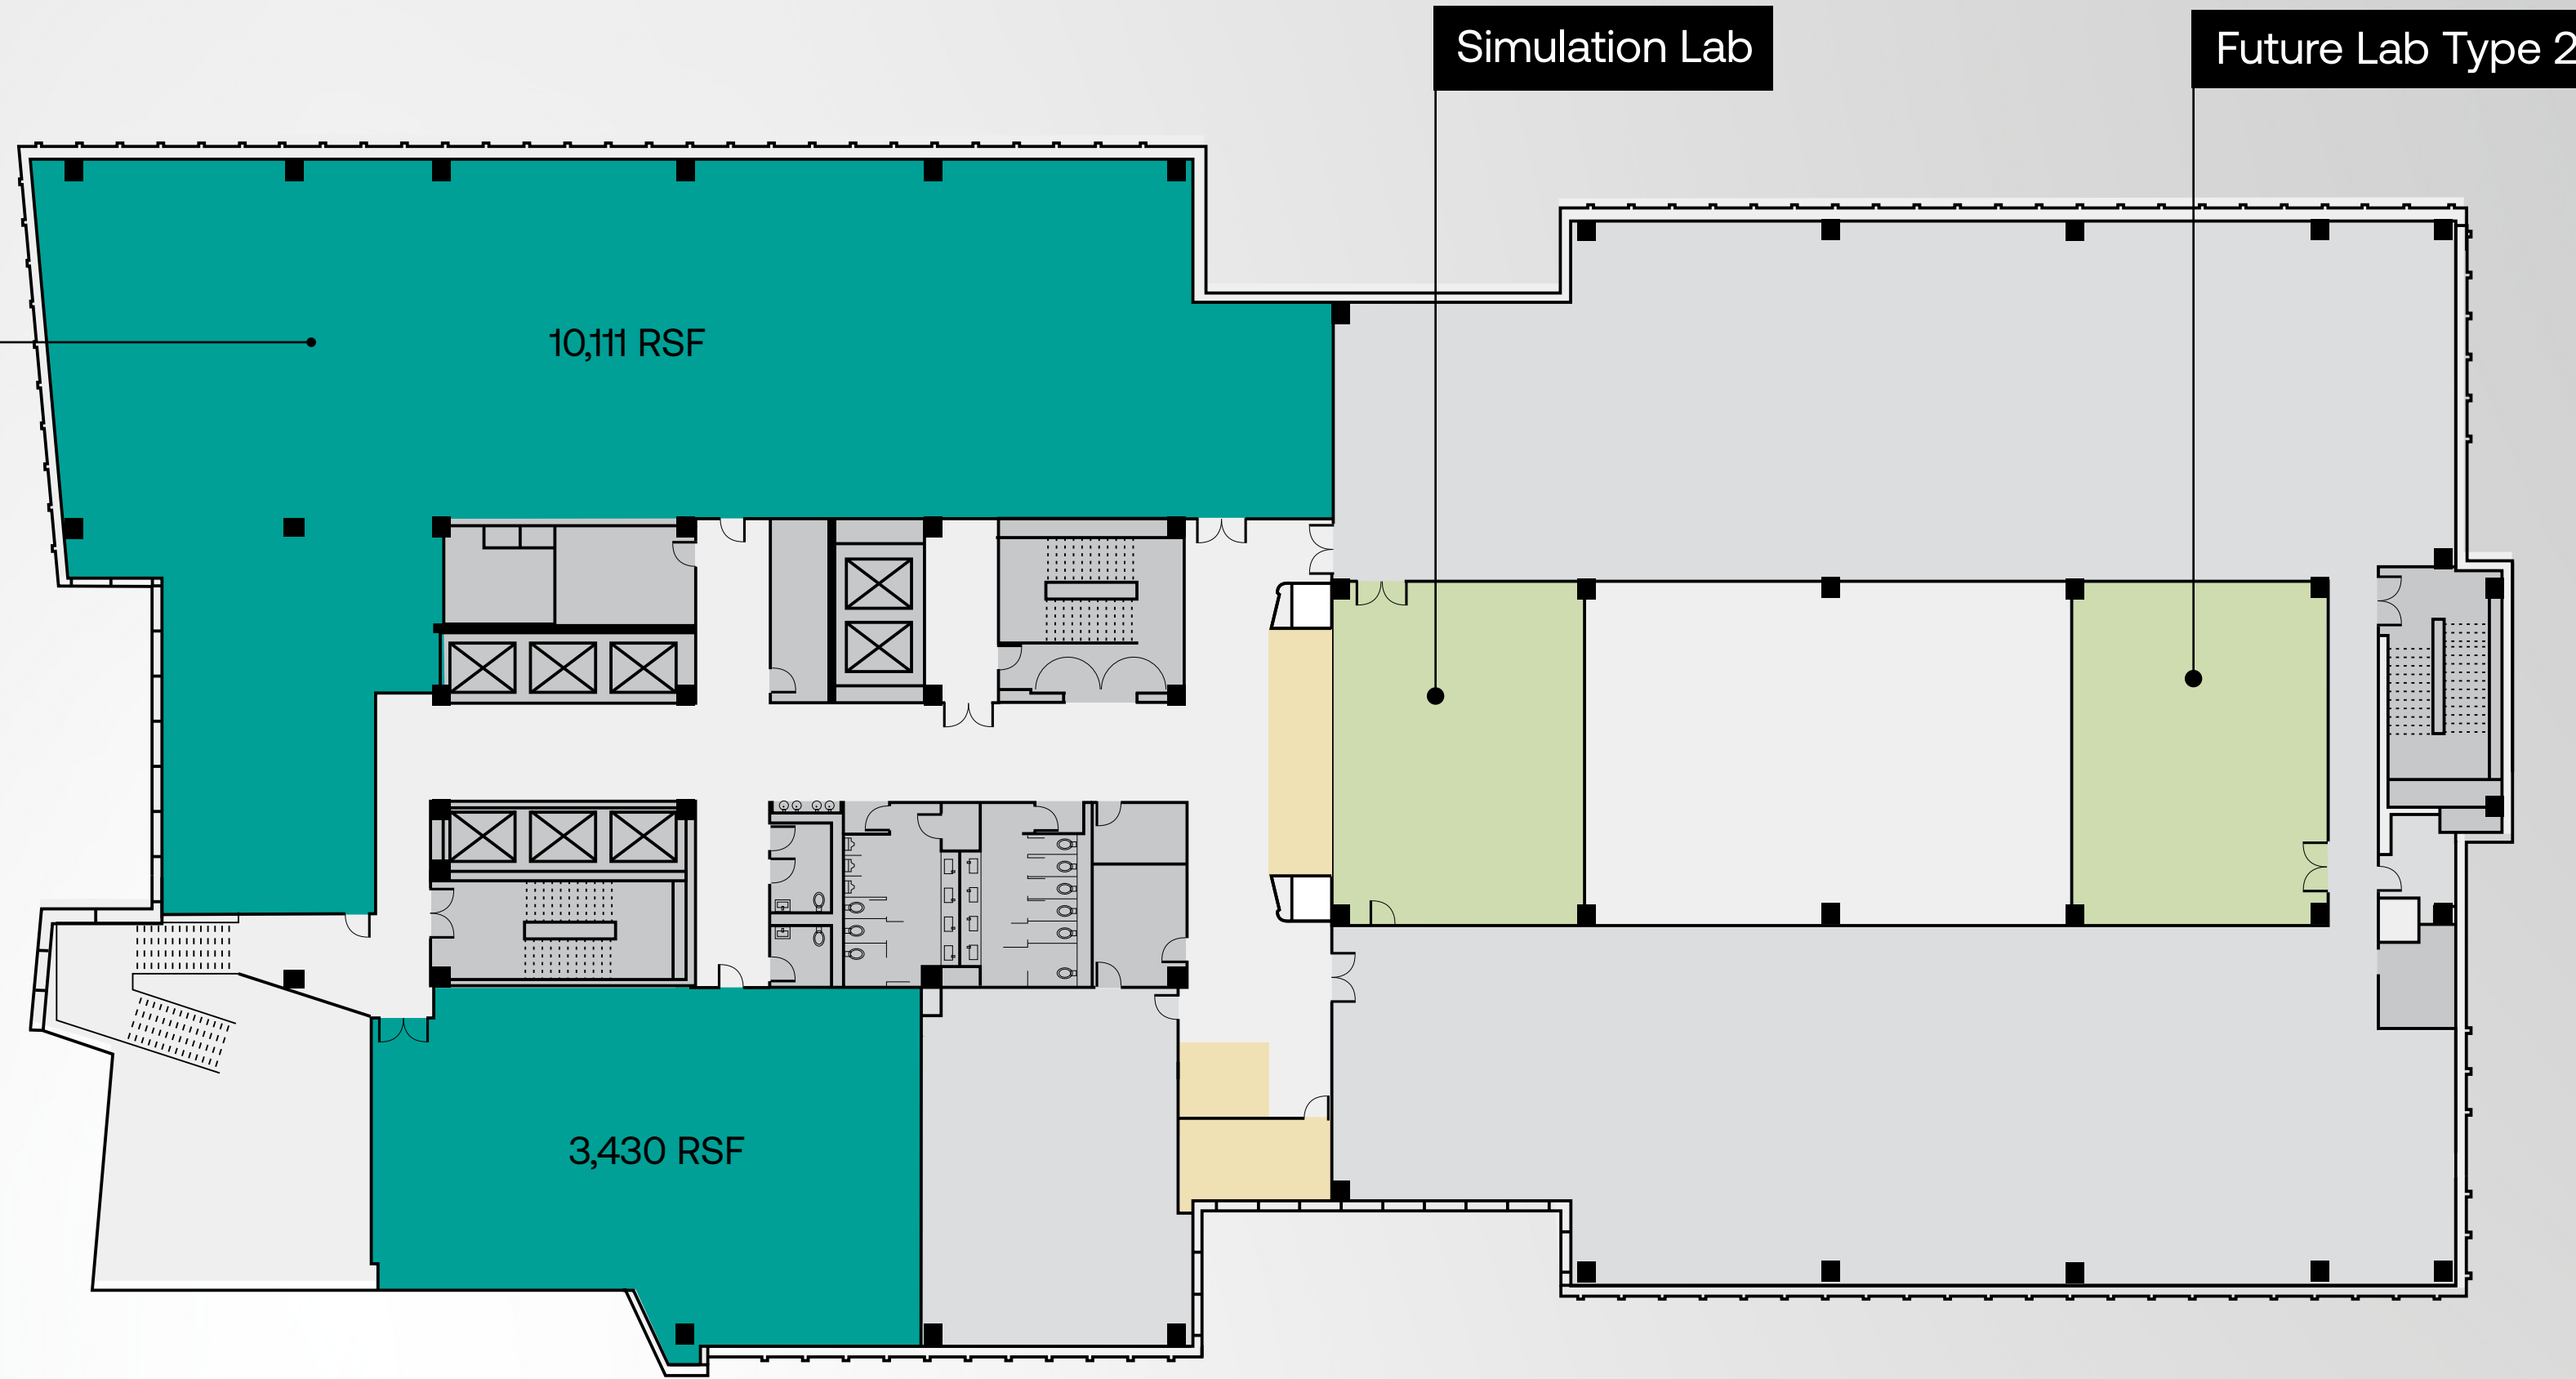 Simulation Lab
Future Lab Type 2
10,111 RSF
3,430 RSF